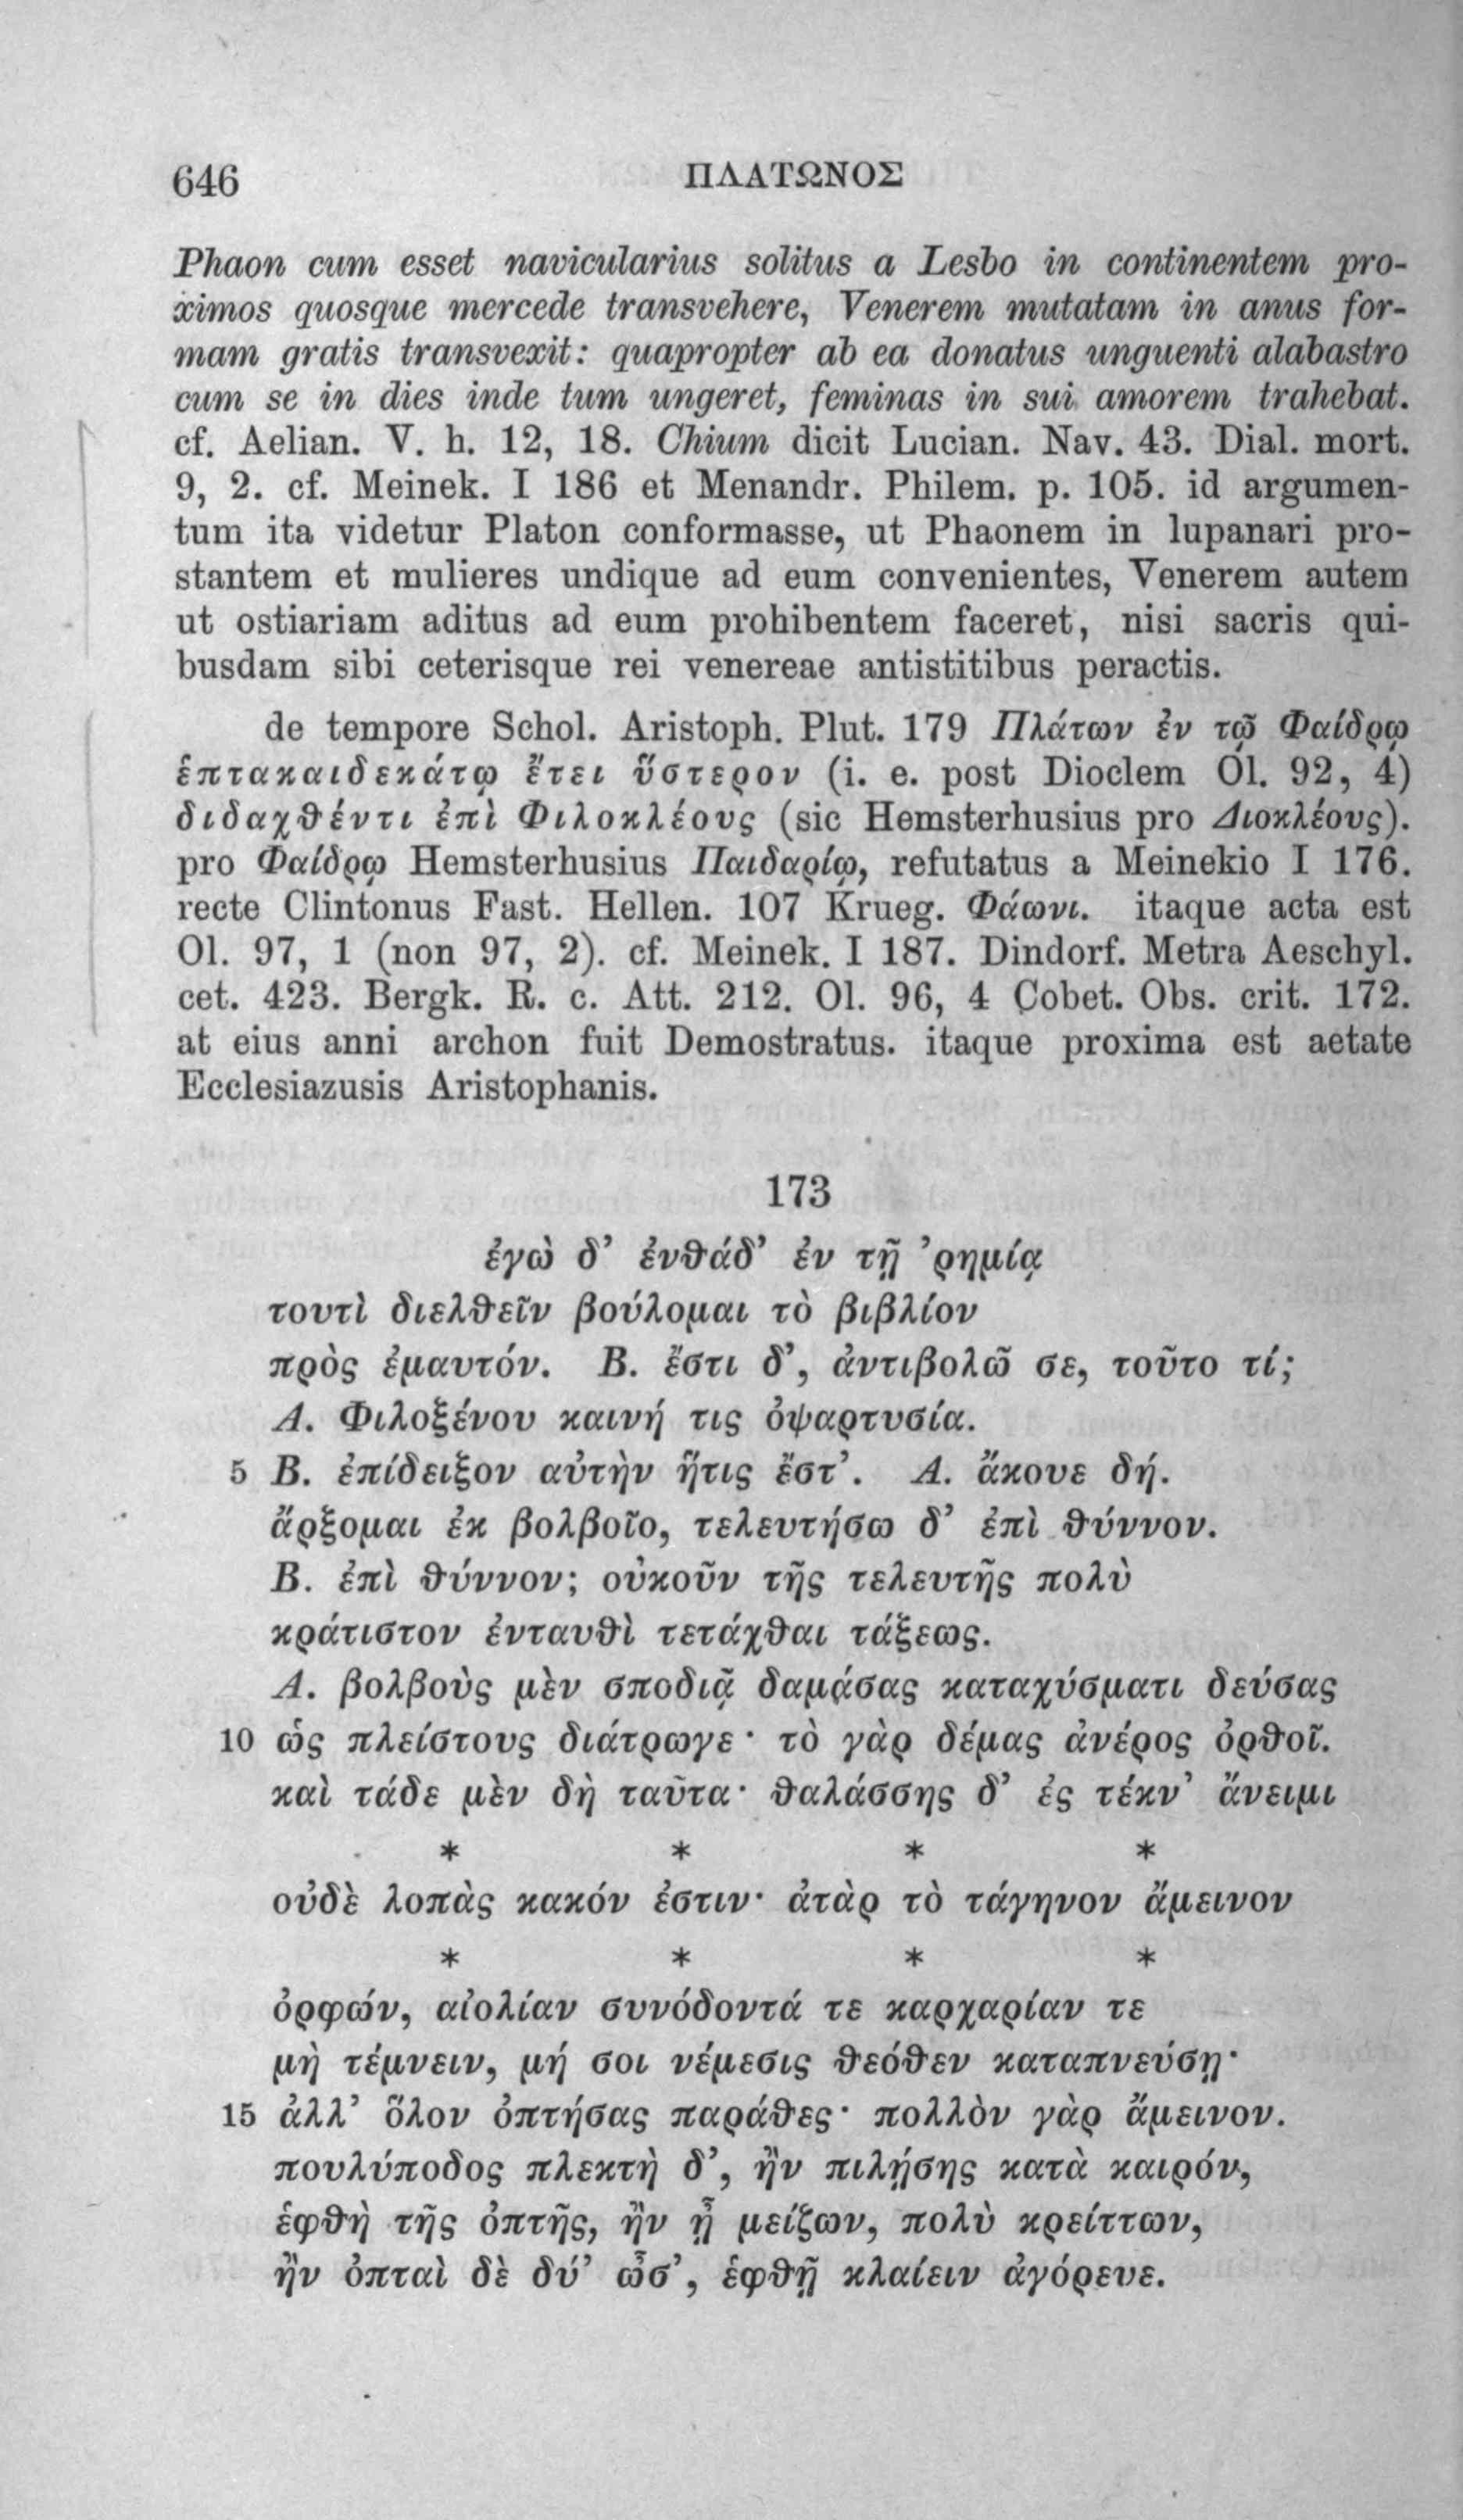 646 ΠΛΑΤΩΝΟΣ
Phaon cum esset navicularius solitus a Lesbo in continentem pro-
ximos quosque mercede transvehere, Venerem mutatam in anus for-
mam gratis transvexit: quapropter ab ea donatus unguenti alabastro
cum se in dies inde tum ungeret, feminas in sui amorem trahebat.
cf. Aelian. V. h. 12, 18. Chium dicit Lucian. Nav. 43. Dial. mort.
9, 2. cf. Meinek. I 186 et Menandr. Philem. p. 105. id argumen-
tum ita videtur Platon conformasse, ut Phaonem in lupanari pro-
stantem et mulieres undique ad eum convenientes, Venerem autem
ut ostiariam aditus ad eum prohibentem faceret, nisi sacris qui-
busdam sibi ceterisque rei venereae antistitibus peractis.
de tempore Schol. Aristoph. Plut. 179 Πλάτων ἐν τῷ Φαίδρῳ
ἑπτακαιδεκάτῳ ἔτει ὕστερον (i. e. post Dioclem Ol. 92, 4)
διδαχθέντι ἐπὶ Φιλοκλέους (sic Hemsterhusius pro Διοκλέους).
pro Φαίδρῳ Hemsterhusius Παιδαρίῳ, refutatus a Meinekio I 176.
recte Clintonus Fast. Hellen. 107 Krueg. Φάωνι. itaque acta est
Ol. 97, 1 (non 97, 2). cf. Meinek. I 187. Dindorf. Metra Aeschyl.
cet. 423. Bergk. R. c. Att. 212. Ol. 96, 4 Cobet. Obs. crit. 172.
at eius anni archon fuit Demostratus. itaque proxima est aetate
Ecclesiazusis Aristophanis.
173
ἐγὼ δ’ ἐνθάδ’ ἐν τῇ ’ρημίᾳ
τουτὶ διελθεῖν βούλομαι τὸ βιβλίον
πρὸς ἐμαυτόν. Β. ἔστι δ’, ἀντιβολῶ σε, τοῦτο τί;
Α. Φιλοξένου καινή τις ὀψαρτυσία.
5 Β. ἐπίδειξον αὐτὴν ἥτις ἔστ’. Α. ἄκουε δή.
ἄρξομαι ἐκ βολβοῖο, τελευτήσω δ’ ἐπὶ θύννον.
Β. ἐπὶ θύννον; οὐκοῦν τῆς τελευτῆς πολὺ
κράτιστον ἐνταυθὶ τετάχθαι τάξεως.
Α. βολβοὺς μὲν σποδιᾷ δαμάσας καταχύσματι δεύσας
10 ὡς πλείστους διάτρωγε· τὸ γὰρ δέμας ἀνέρος ὀρθοῖ.
καὶ τάδε μὲν δὴ ταῦτα· θαλάσσης δ’ ἐς τέκν’ ἄνειμι
* * * *
οὐδὲ λοπὰς κακόν ἐστιν· ἀτὰρ τὸ τάγηνον ἄμεινον
* * * *
ὀρφών, αἰολίαν συνόδοντά τε καρχαρίαν τε
μὴ τέμνειν, μή σοι νέμεσις θεόθεν καταπνεύσῃ·
15 ἀλλ’ ὅλον ὀπτήσας παράθες· πολλὸν γὰρ ἄμεινον.
πουλύποδος πλεκτὴ δ’, ἢν πιλήσῃς κατὰ καιρόν,
ἑφθὴ τῆς ὀπτῆς, ἢν ᾖ μείζων, πολὺ κρείττων,
ἢν ὀπταὶ δὲ δύ’ ὦσ’, ἑφθῇ κλαίειν ἀγόρευε.